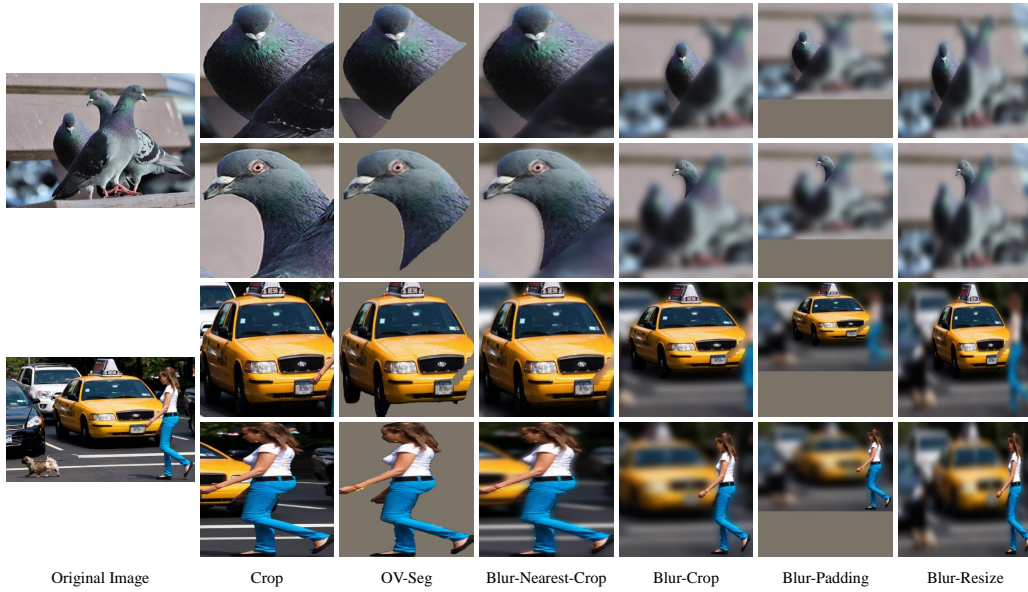 Original Image
Crop
OV-Seg
Blur-Nearest-Crop
Blur-Crop
Blur-Padding
Blur-Resize